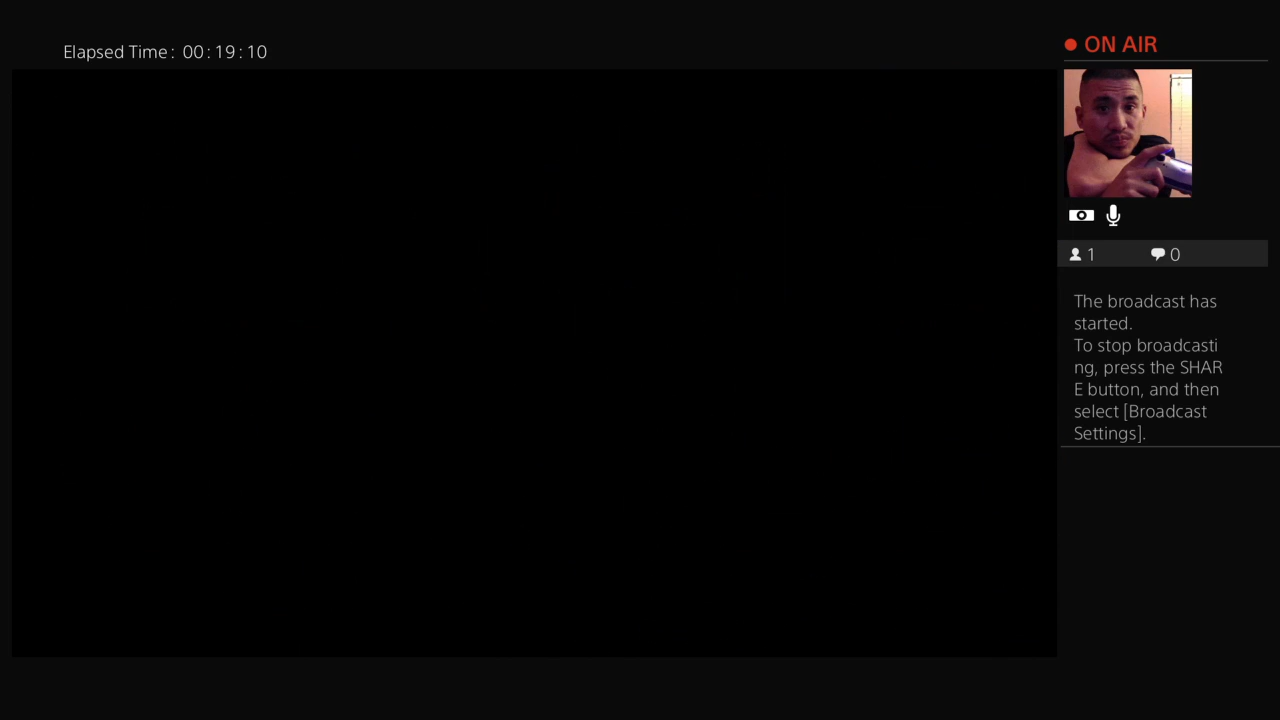 Elapsed Time: 00:19:10
ON AIR
1 0
The broadcast has
started.
To stop broadcasti
ng, press the SHAR
E button, and then
select [Broadcast
Settings].